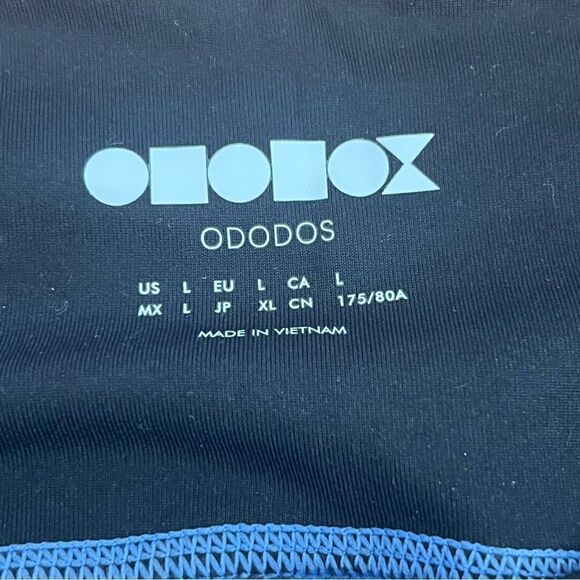 ODODOS
US L EU L CA L
MX L JP XL CN 175/80A
MADE IN VIETNAM